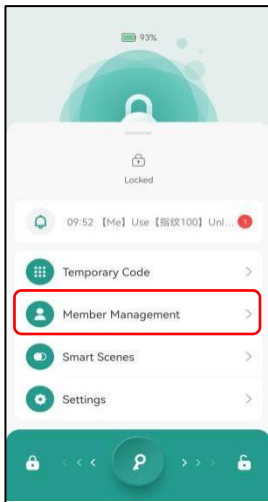 93%
Locked
09:52 【Me】Use【指纹100】Unl... 1
Temporary Code
Member Management
Smart Scenes
Settings